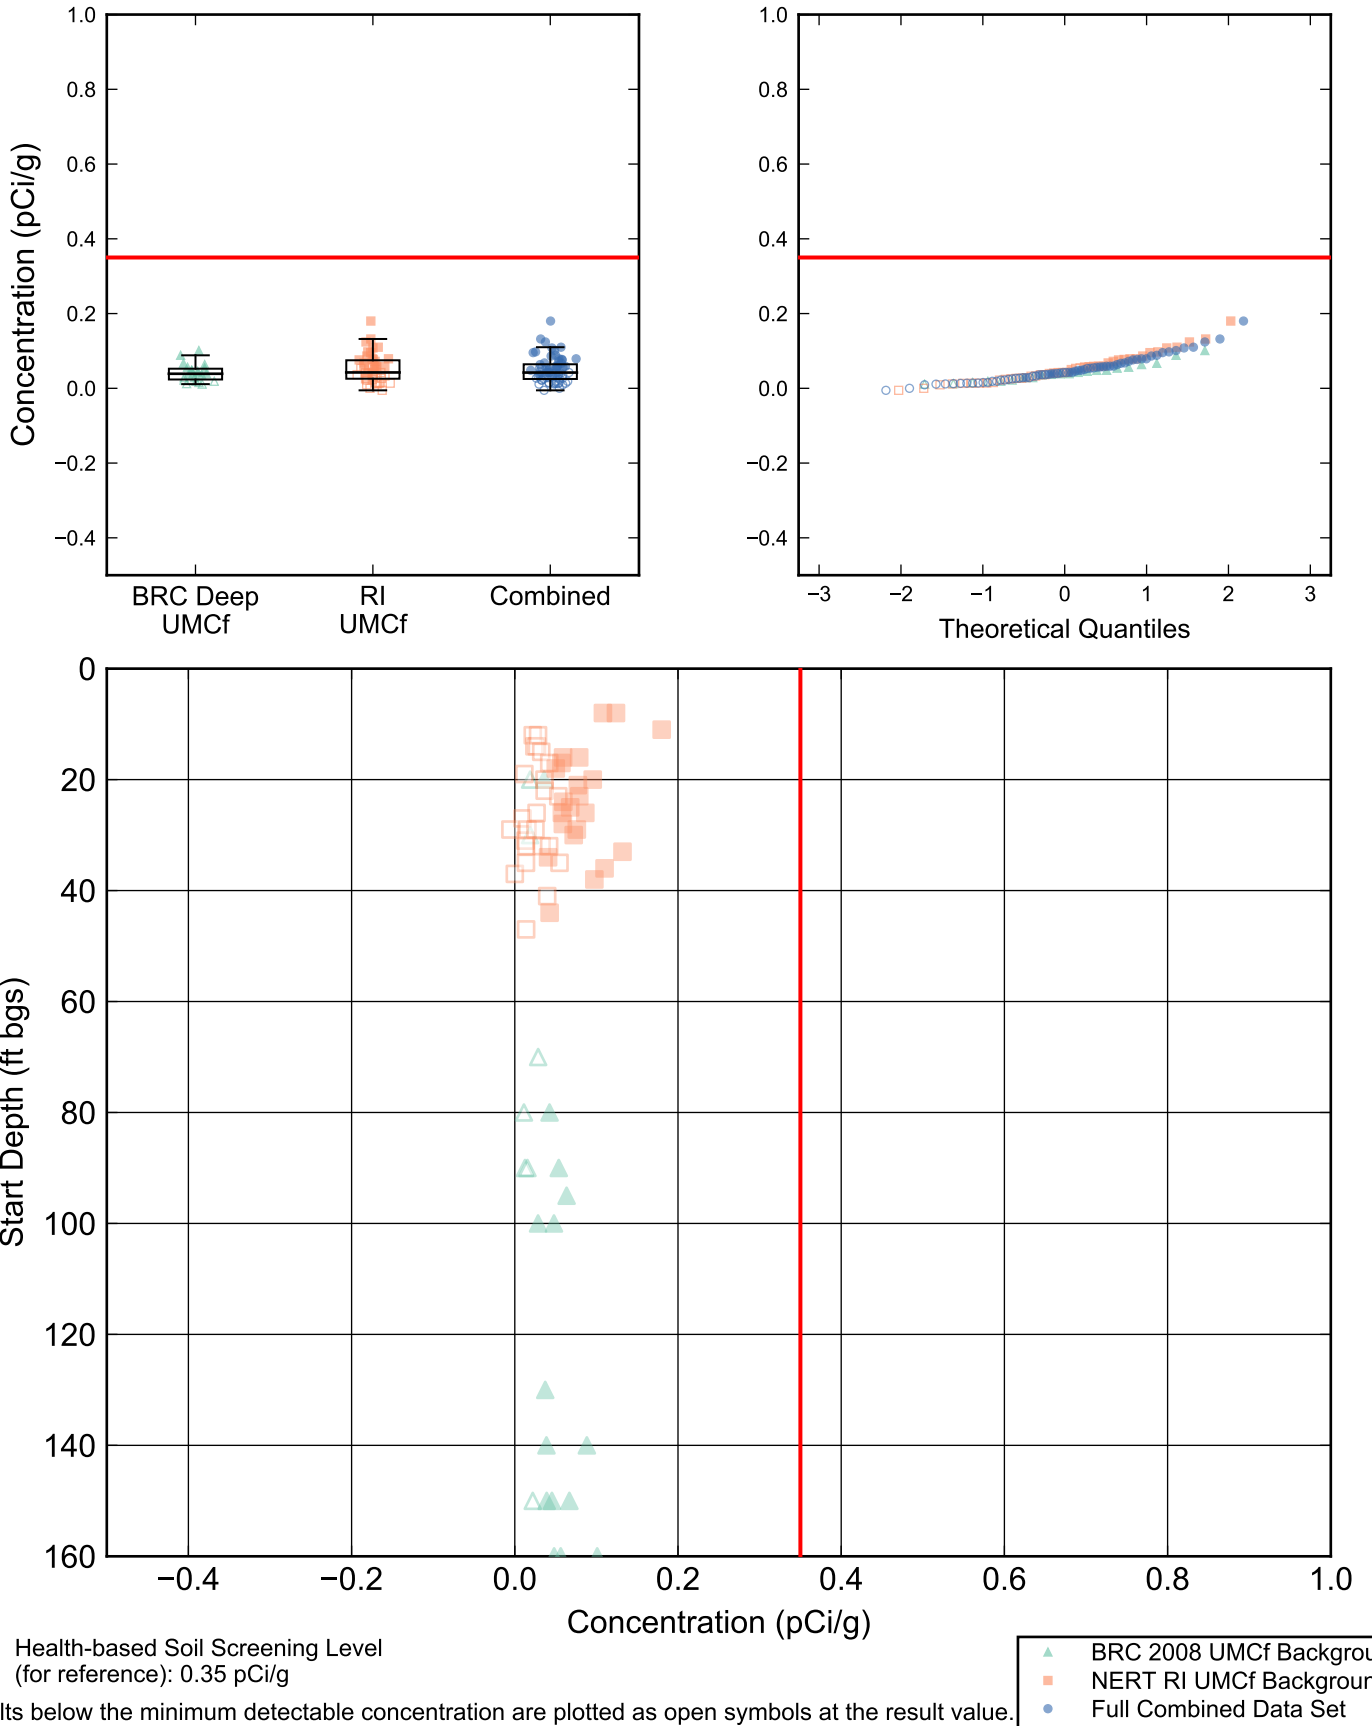 1.0
0.8
0.6
0.4
0.2
0.0
−0.2
−0.4
Concentration (pCi/g)
BRC Deep
UMCf
RI
UMCf
Combined
1.0
0.8
0.6
0.4
0.2
0.0
−0.2
−0.4
−3 −2 −1 0 1 2 3
Theoretical Quantiles
0
20
40
60
80
100
120
140
160
Start Depth (ft bgs)
−0.4 −0.2 0.0 0.2 0.4 0.6 0.8 1.0
Concentration (pCi/g)
Health-based Soil Screening Level
(for reference): 0.35 pCi/g
lts below the minimum detectable concentration are plotted as open symbols at the result value.
BRC 2008 UMCf Backgrou
NERT RI UMCf Backgroun
Full Combined Data Set